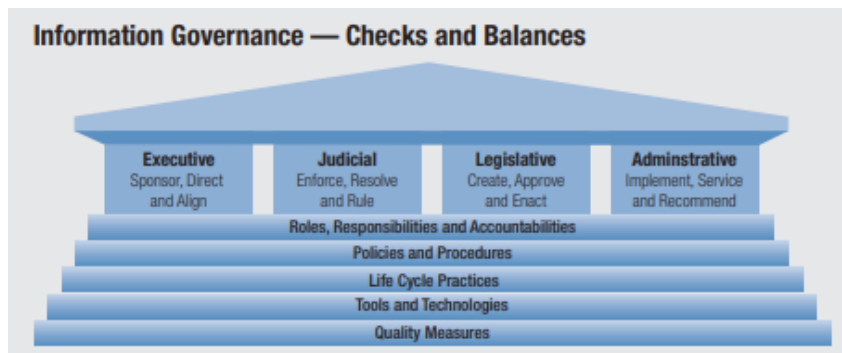 Information Governance — Checks and Balances
Executive
Sponsor, Direct
and Align
Judicial
Enforce, Resolve
and Rule
Legislative
Create, Approve
and Enact
Adminstrative
Implement, Service
and Recommend
Roles, Responsibilities and Accountabilities
Policies and Procedures
Life Cycle Practices
Tools and Technologies
Quality Measures